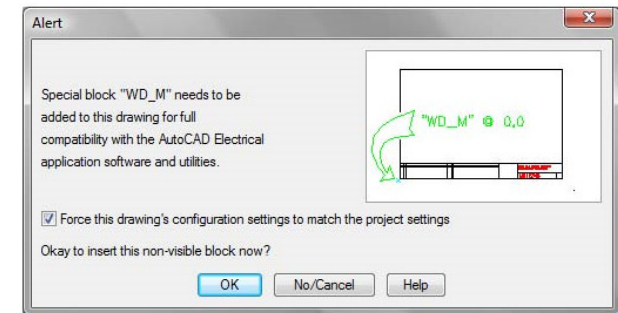 Alert
Special block "WD_M" needs to be
added to this drawing for full
compatibility with the AutoCAD Electrical
application software and utilities.
"WD_M" @ 0,0
Force this drawing's configuration settings to match the project settings
Okay to insert this non-visible block now?
OK No/Cancel Help